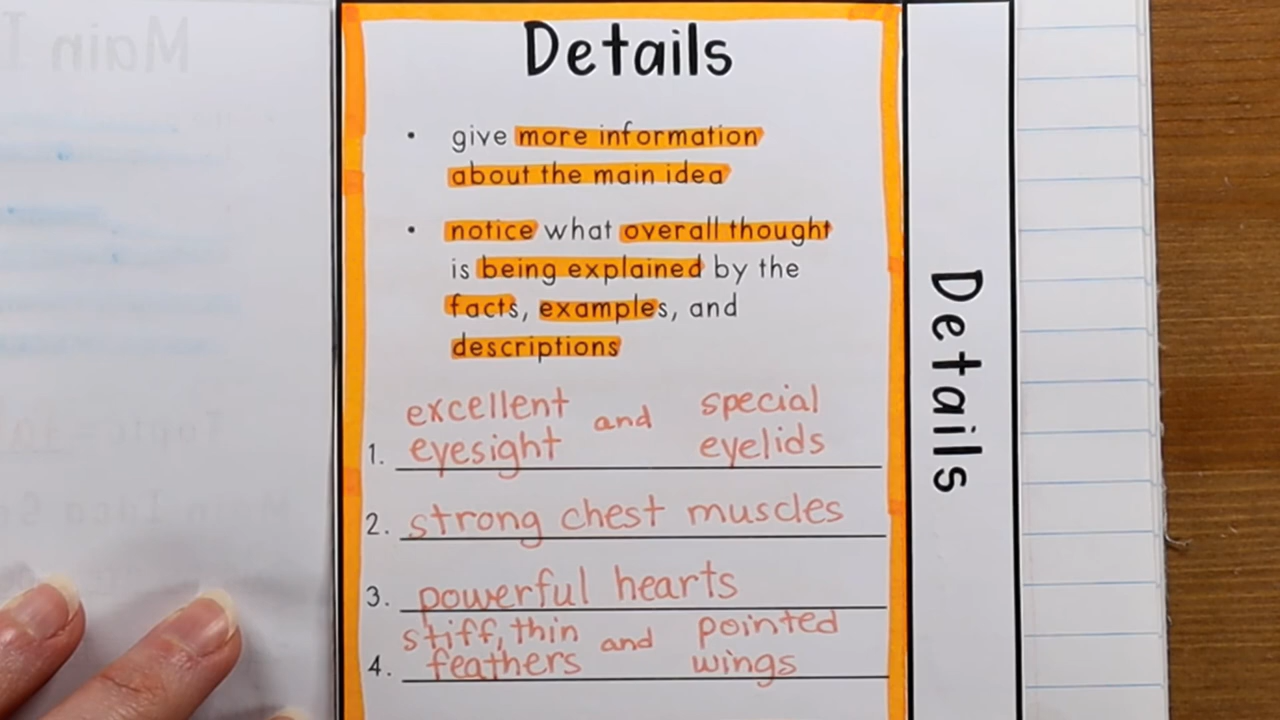 Details
• give more information
about the main idea
• notice what overall thought
is being explained by the
facts, examples, and
descriptions
1. excellent eyesight and special eyelids
2. strong chest muscles
3. powerful hearts
4. stiff, thin feathers and pointed wings
Details